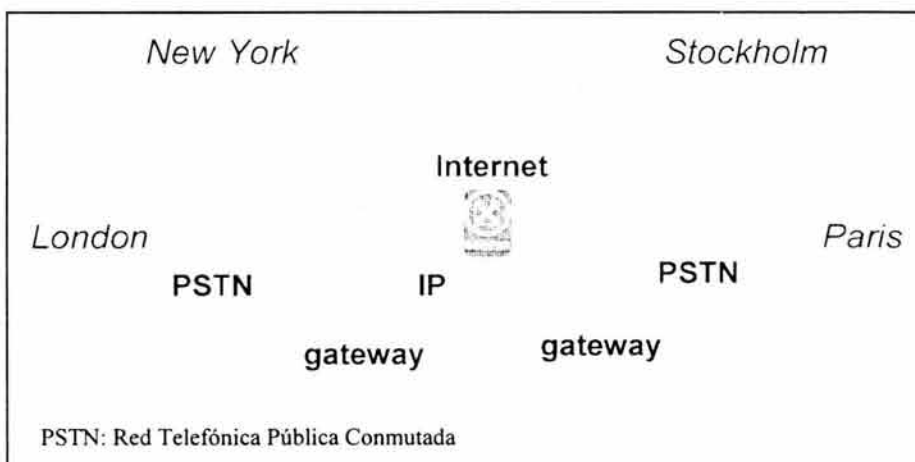 New York Stockholm
Internet
London Paris
PSTN IP PSTN
gateway gateway
PSTN: Red Telefónica Pública Conmutada